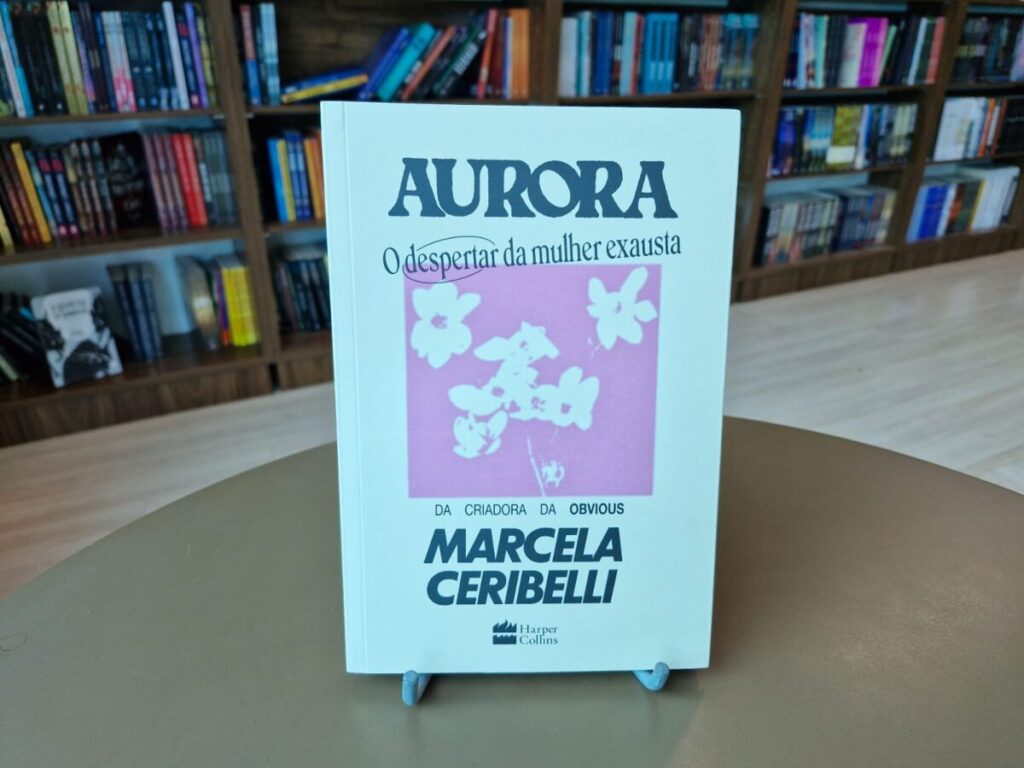 AURORA
O despertar da mulher exausta
DA CRIADORA DA OBVIOUS
MARCELA
CERIBELLI
Harper
Collins